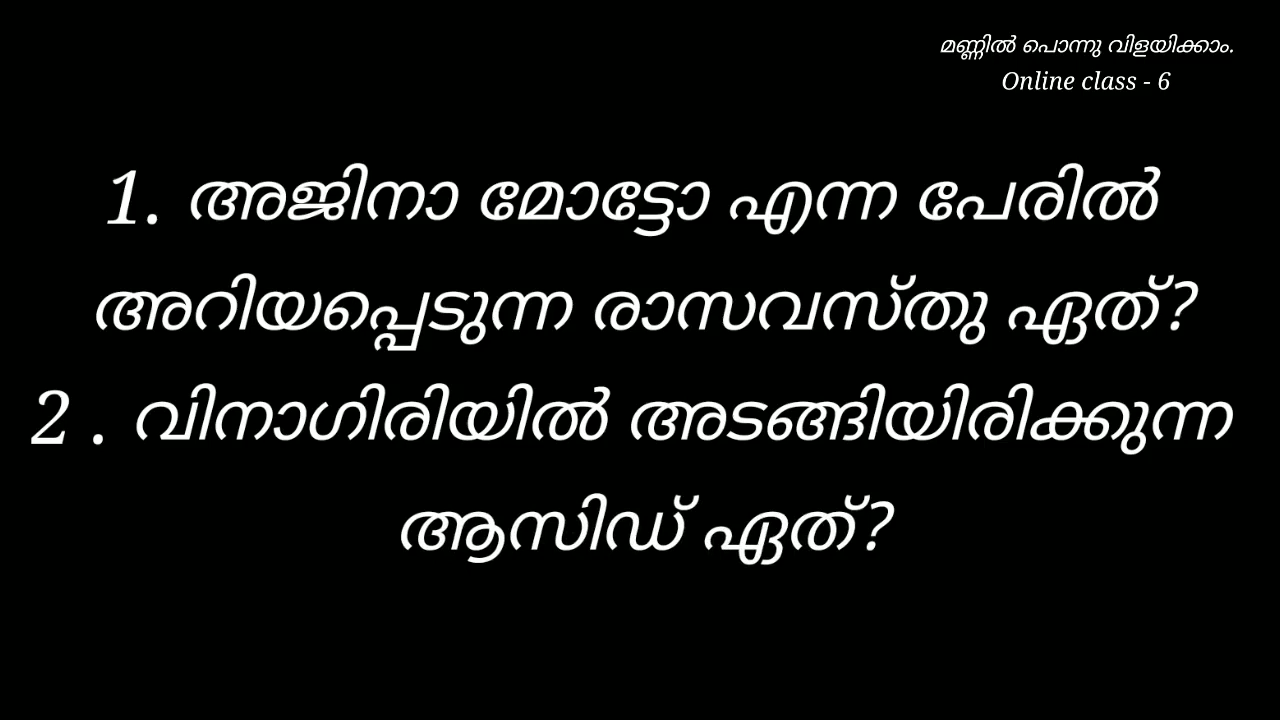 മണ്ണിൽ പൊന്നു വിളയിക്കാം.
Online class - 6
1. അജിനാ മോട്ടോ എന്ന പേരിൽ
അറിയപ്പെടുന്ന രാസവസ്തു ഏത്?
2 . വിനാഗിരിയിൽ അടങ്ങിയിരിക്കുന്ന
ആസിഡ് ഏത്?